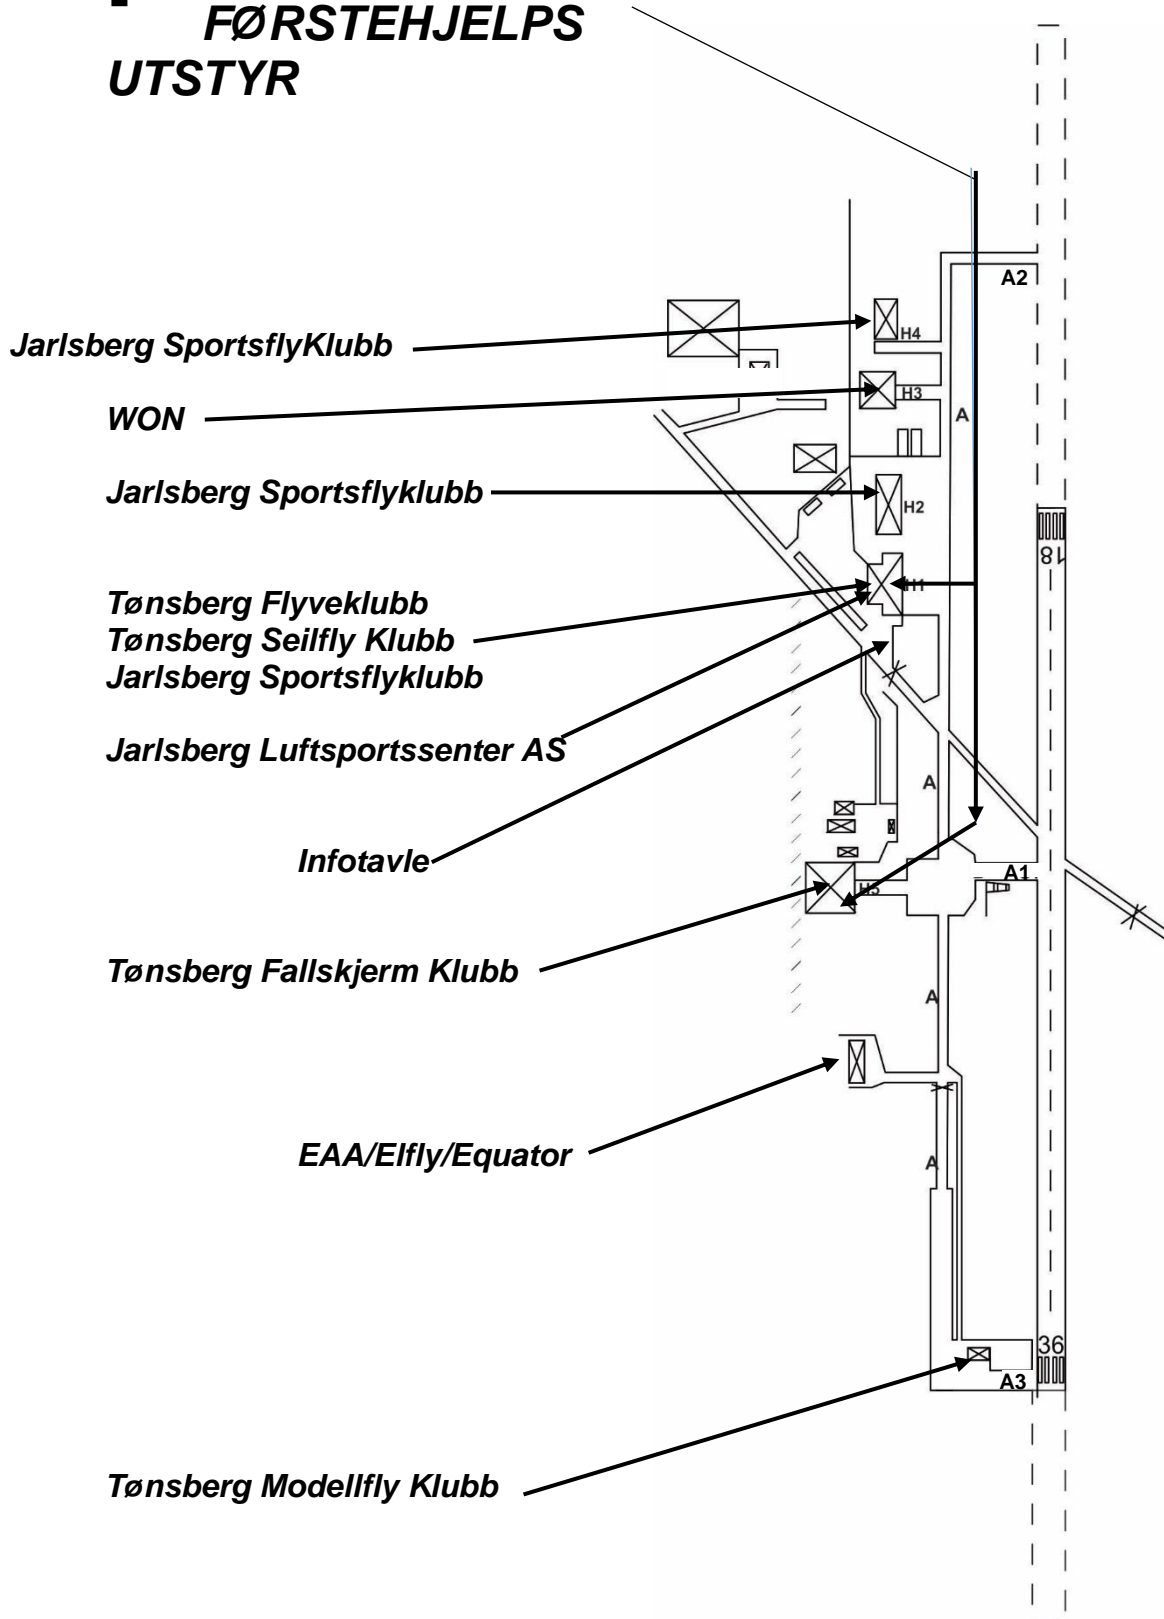 FØRSTEHJELPS
UTSTYR
A2
H4
Jarlsberg SportsflyKlubb
H3
WON
A
Jarlsberg Sportsflyklubb
H2
18
H1
Tønsberg Flyveklubb
Tønsberg Seilfly Klubb
Jarlsberg Sportsflyklubb
Jarlsberg Luftsportssenter AS
A
Infotavle
A1
H5
Tønsberg Fallskjerm Klubb
A
EAA/Elfly/Equator
A
36
A3
Tønsberg Modellfly Klubb